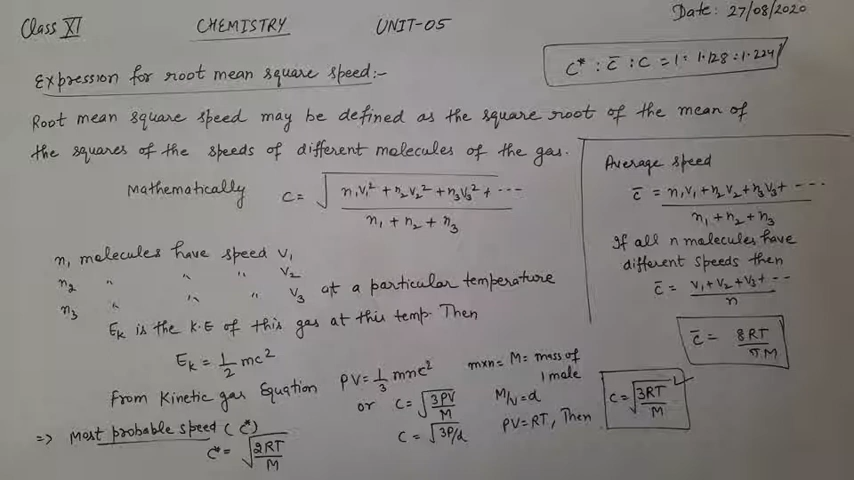 Class XI CHEMISTRY UNIT-05 Date: 27/08/2020
Expression for root mean square speed:-
C* : C̄ : C = 1 : 1.128 : 1.224
Root mean square speed may be defined as the square root of the mean of
the squares of the speeds of different molecules of the gas.
Mathematically C = √(n₁v₁² + n₂v₂² + n₃v₃² + ---) / n₁ + n₂ + n₃
n₁ molecules have speed v₁
n₂ " " " v₂
n₃ " " " v₃ at a particular temperature
Eₖ is the K.E of this gas at this temp. Then
Eₖ = 1/2 mc²
From Kinetic gas Equation PV = 1/3 mnc² m×n = M = mass of 1 mole
or C = √3PV/M M/V = d
C = √3P/d PV = RT, Then
C = √3RT/M
=> Most probable speed (C*)
C* = √2RT/M
Average speed
C̄ = n₁v₁ + n₂v₂ + n₃v₃ + --- / n₁ + n₂ + n₃
If all n molecules have
different speeds then
C̄ = v₁ + v₂ + v₃ + --- / n
C̄ = 8RT/πM